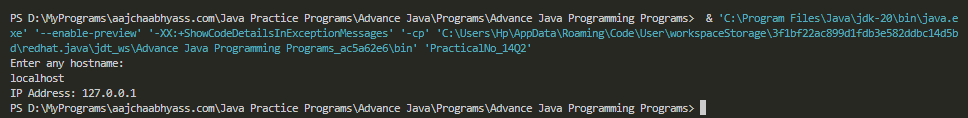 PS D:\MyPrograms\aajchaabhyass.com\Java Practice Programs\Advance Java\Programs\Advance Java Programming Programs>  & 'C:\Program Files\Java\jdk-20\bin\java.e
xe' '--enable-preview' '-XX:+ShowCodeDetailsInExceptionMessages' '-cp' 'C:\Users\Hp\AppData\Roaming\Code\User\workspaceStorage\3f1bf22ac899d1fdb3e582ddbc14d5b
d\redhat.java\jdt_ws\Advance Java Programming Programs_ac5a62e6\bin' 'PracticalNo_14Q2'
Enter any hostname:
localhost
IP Address: 127.0.0.1
PS D:\MyPrograms\aajchaabhyass.com\Java Practice Programs\Advance Java\Programs\Advance Java Programming Programs>